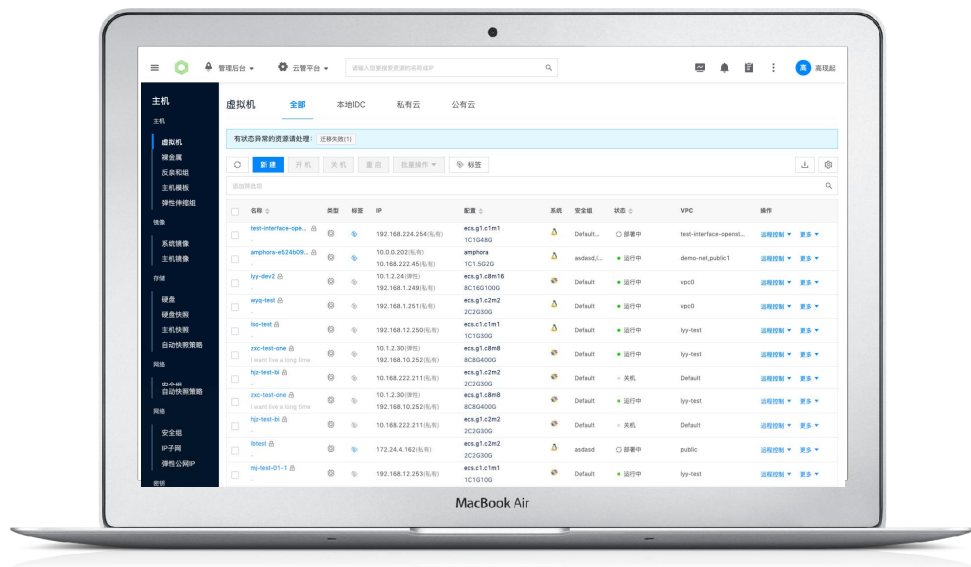 管理后台 云管平台 请输入您要搜索资源的名称或IP 高 高现起
主机
主机
虚拟机
裸金属
反亲和组
主机模板
弹性伸缩组
镜像
系统镜像
主机镜像
存储
硬盘
硬盘快照
主机快照
自动快照策略
网络
自动快照策略
网络
安全组
IP子网
弹性公网IP
密钥
虚拟机 全部 本地IDC 私有云 公有云
有状态异常的资源请处理: 迁移失败(1)
新建 开机 关机 重启 批量操作 标签
名称 类型 标签 IP 配置 系统 安全组 状态 VPC 操作
test-interface-ope... 192.168.224.254(私有) ecs.g1.c1m1 Default... 部署中 test-interface-openst... 远程控制 更多
- 1C1G48G
amphora-e524b09... 10.0.0.202(私有) amphora asdasd,l... 运行中 demo-net,public1 远程控制 更多
- 10.168.222.45(私有) 1C1.5G2G
lyy-dev2 10.1.2.24(弹性) ecs.g1.c8m16 Default 运行中 vpc0 远程控制 更多
- 192.168.1.249(私有) 8C16G100G
wyq-test 192.168.1.251(私有) ecs.g1.c2m2 Default 运行中 vpc0 远程控制 更多
- 2C2G30G
iso-test 192.168.12.250(私有) ecs.c1.c1m1 Default 运行中 lyy-test 远程控制 更多
- 1C1G30G
zxc-test-one 10.1.2.30(弹性) ecs.g1.c8m8 Default 运行中 lyy-test 远程控制 更多
I want live a long time 192.168.10.252(私有) 8C8G400G
hjz-test-bi 10.168.222.211(私有) ecs.g1.c2m2 Default 关机 Default 远程控制 更多
- 2C2G30G
zxc-test-one 10.1.2.30(弹性) ecs.g1.c8m8 Default 运行中 lyy-test 远程控制 更多
I want live a long time 192.168.10.252(私有) 8C8G400G
hjz-test-bi 10.168.222.211(私有) ecs.g1.c2m2 Default 关机 Default 远程控制 更多
- 2C2G30G
lbtest 172.24.4.162(私有) ecs.g1.c2m2 asdasd 部署中 public 远程控制 更多
- 2C2G30G
mj-test-01-1 192.168.12.253(私有) ecs.c1.c1m1 Default 运行中 lyy-test 远程控制 更多
- 1C1G10G
MacBook Air